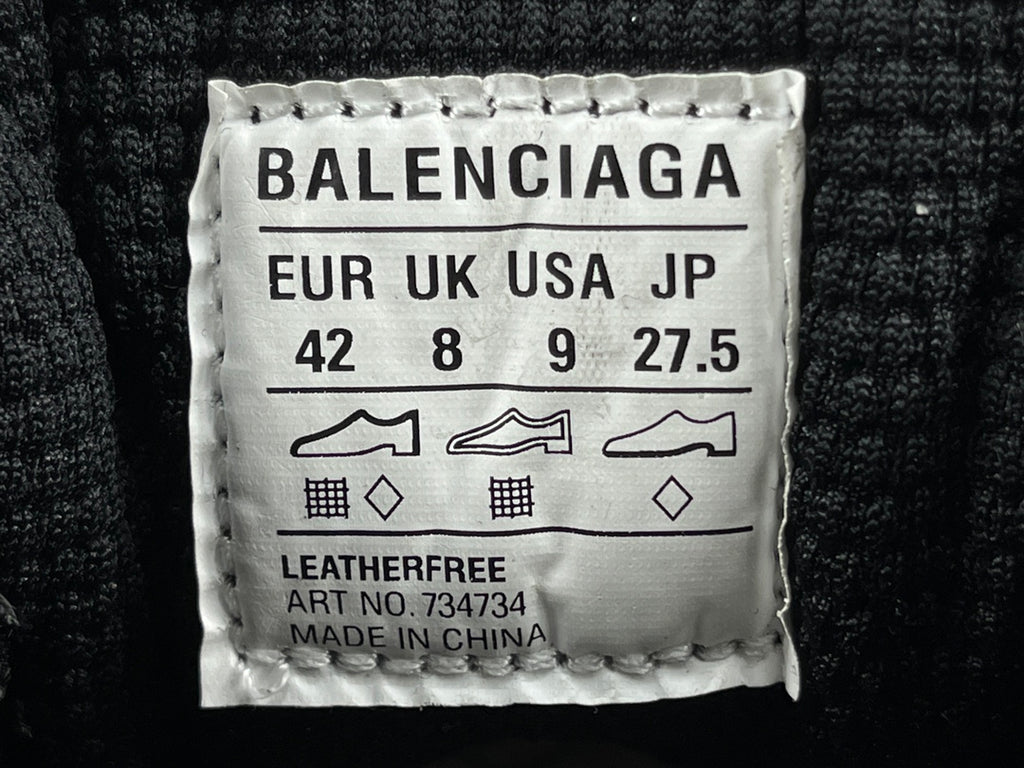 BALENCIAGA
EUR UK USA JP
42 8 9 27.5
LEATHERFREE
ART NO. 734734
MADE IN CHINA